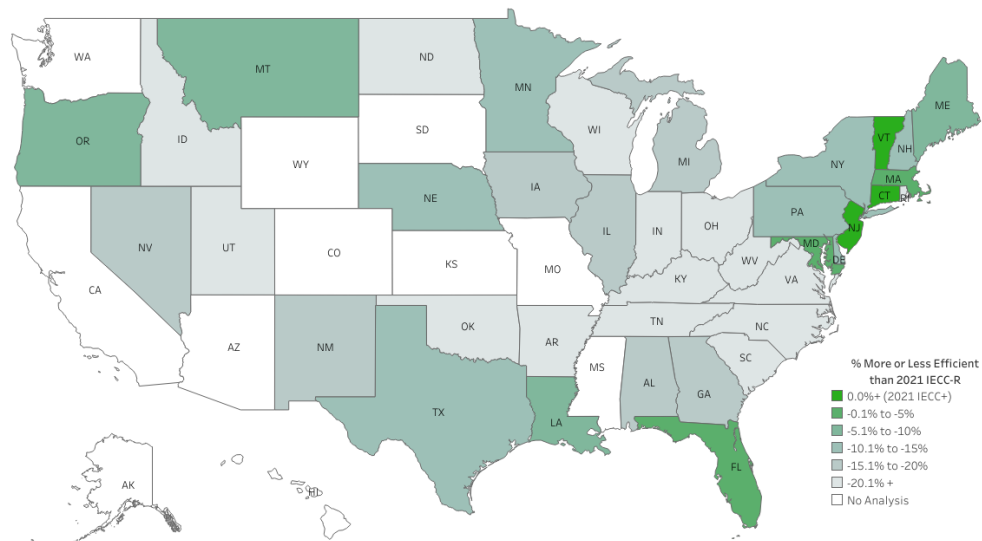 WA
MT
ND
MN
ME
OR
ID
SD
WI
VT
NH
WY
MI
NY
MA
CT
RI
IA
NE
PA
NJ
NV
UT
IL
IN
OH
MD
DE
CO
KS
MO
WV
VA
CA
KY
AZ
NM
OK
AR
TN
NC
SC
MS
AL
GA
TX
LA
FL
AK
HI
% More or Less Efficient
than 2021 IECC-R
0.0%+ (2021 IECC+)
-0.1% to -5%
-5.1% to -10%
-10.1% to -15%
-15.1% to -20%
-20.1% +
No Analysis